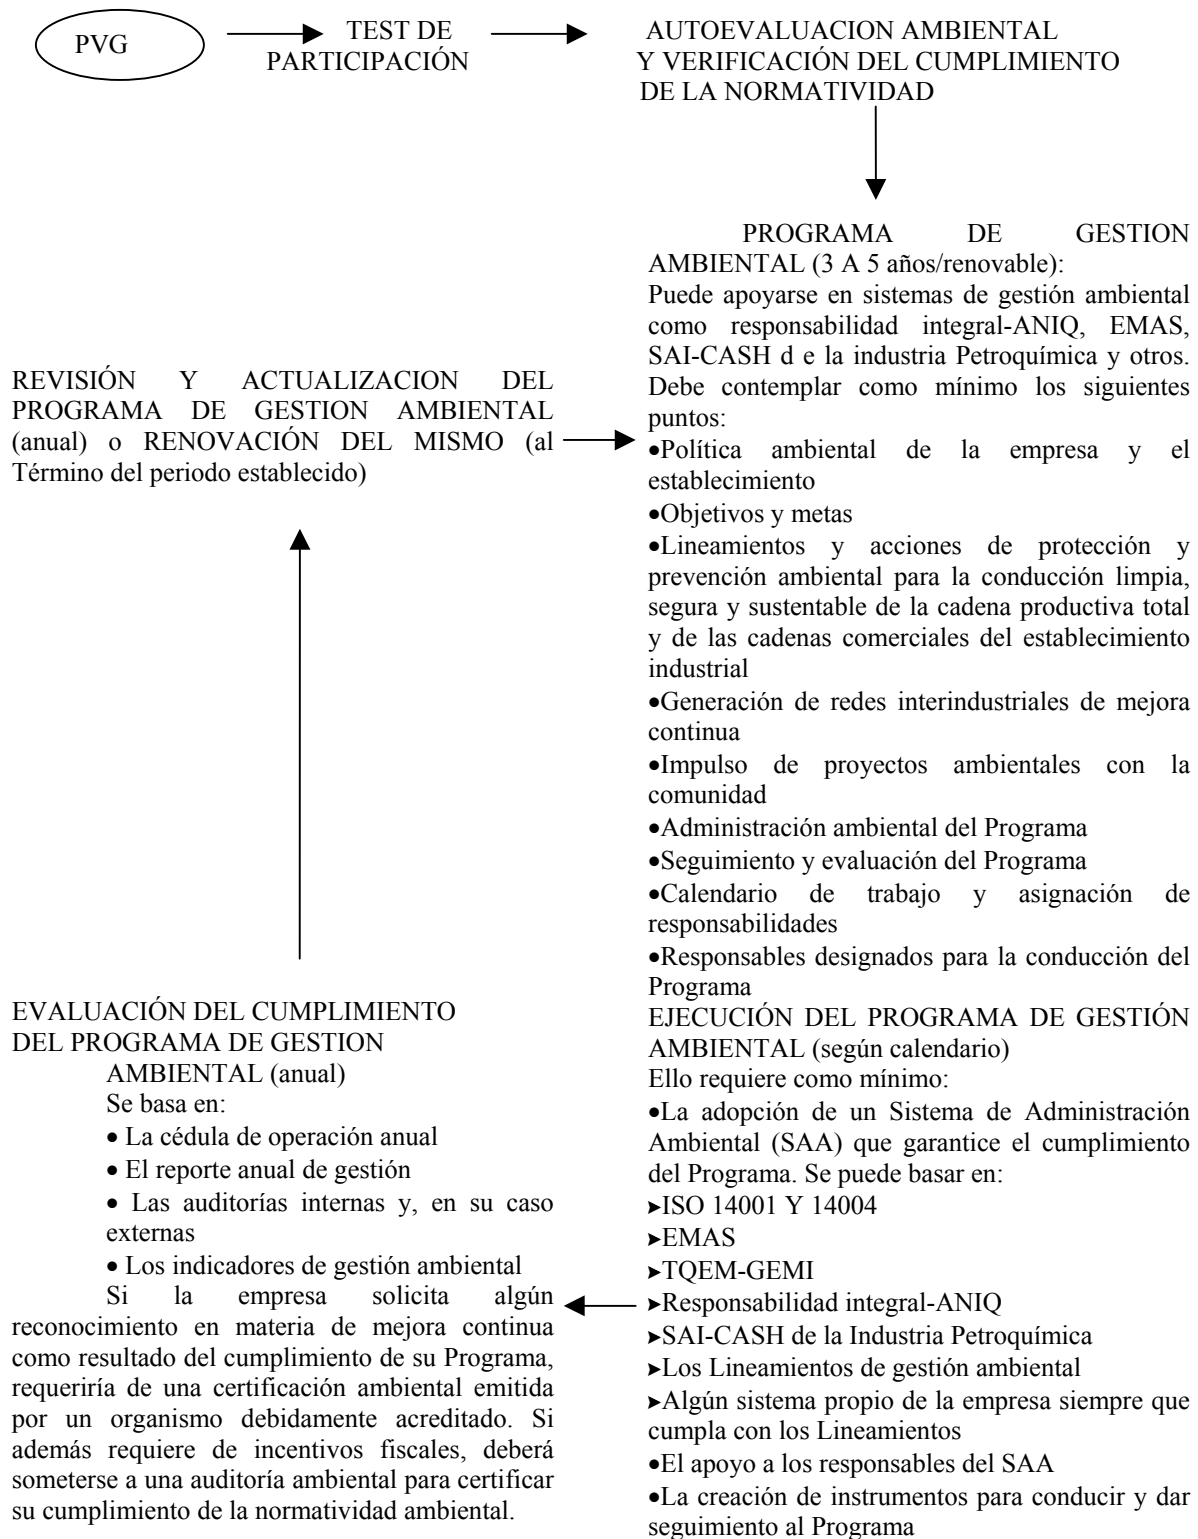 PVG
TEST DE
PARTICIPACIÓN
AUTOEVALUACION AMBIENTAL
Y VERIFICACIÓN DEL CUMPLIMIENTO
DE LA NORMATIVIDAD
PROGRAMA DE GESTION
AMBIENTAL (3 A 5 años/renovable):
Puede apoyarse en sistemas de gestión ambiental
como responsabilidad integral-ANIQ, EMAS,
SAI-CASH d e la industria Petroquímica y otros.
Debe contemplar como mínimo los siguientes
puntos:
•Política ambiental de la empresa y el
establecimiento
•Objetivos y metas
•Lineamientos y acciones de protección y
prevención ambiental para la conducción limpia,
segura y sustentable de la cadena productiva total
y de las cadenas comerciales del establecimiento
industrial
•Generación de redes interindustriales de mejora
continua
•Impulso de proyectos ambientales con la
comunidad
•Administración ambiental del Programa
•Seguimiento y evaluación del Programa
•Calendario de trabajo y asignación de
responsabilidades
•Responsables designados para la conducción del
Programa
EJECUCIÓN DEL PROGRAMA DE GESTIÓN
AMBIENTAL (según calendario)
Ello requiere como mínimo:
•La adopción de un Sistema de Administración
Ambiental (SAA) que garantice el cumplimiento
del Programa. Se puede basar en:
➤ISO 14001 Y 14004
➤EMAS
➤TQEM-GEMI
➤Responsabilidad integral-ANIQ
➤SAI-CASH de la Industria Petroquímica
➤Los Lineamientos de gestión ambiental
➤Algún sistema propio de la empresa siempre que
cumpla con los Lineamientos
•El apoyo a los responsables del SAA
•La creación de instrumentos para conducir y dar
seguimiento al Programa
REVISIÓN Y ACTUALIZACION DEL
PROGRAMA DE GESTION AMBIENTAL
(anual) o RENOVACIÓN DEL MISMO (al
Término del periodo establecido)
EVALUACIÓN DEL CUMPLIMIENTO
DEL PROGRAMA DE GESTION
AMBIENTAL (anual)
Se basa en:
• La cédula de operación anual
• El reporte anual de gestión
• Las auditorías internas y, en su caso
externas
• Los indicadores de gestión ambiental
Si la empresa solicita algún
reconocimiento en materia de mejora continua
como resultado del cumplimiento de su Programa,
requeriría de una certificación ambiental emitida
por un organismo debidamente acreditado. Si
además requiere de incentivos fiscales, deberá
someterse a una auditoría ambiental para certificar
su cumplimiento de la normatividad ambiental.